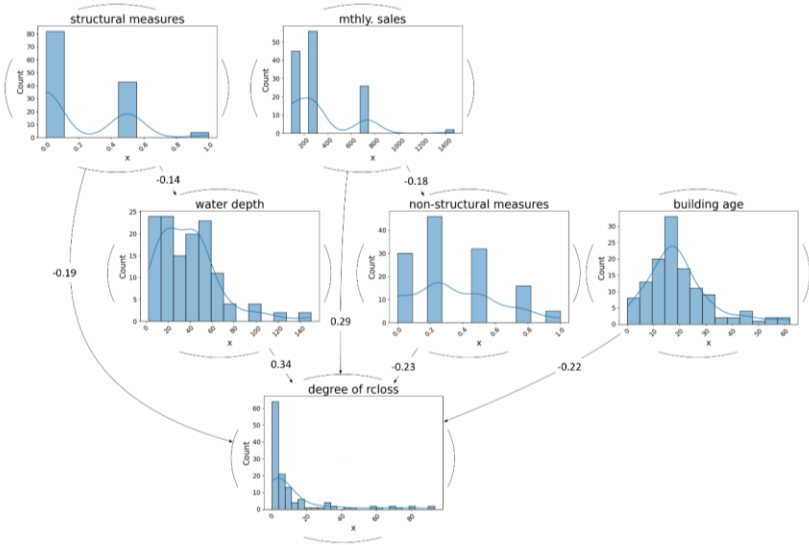 structural measures
80
70
60
50
40
30
20
10
0
Count
0.0 0.2 0.4 0.6 0.8 1.0
x
mthly. sales
50
40
30
20
10
0
Count
200 400 600 800 1000 1200 1400
x
-0.14
-0.18
water depth
25
20
15
10
5
0
Count
0 20 40 60 80 100 120 140
x
non-structural measures
40
30
20
10
0
Count
0.0 0.2 0.4 0.6 0.8 1.0
x
building age
30
25
20
15
10
5
0
Count
0 10 20 30 40 50 60
x
-0.19
0.29
0.34
-0.23
-0.22
degree of rcloss
60
50
40
30
20
10
0
Count
0 20 40 60 80
x